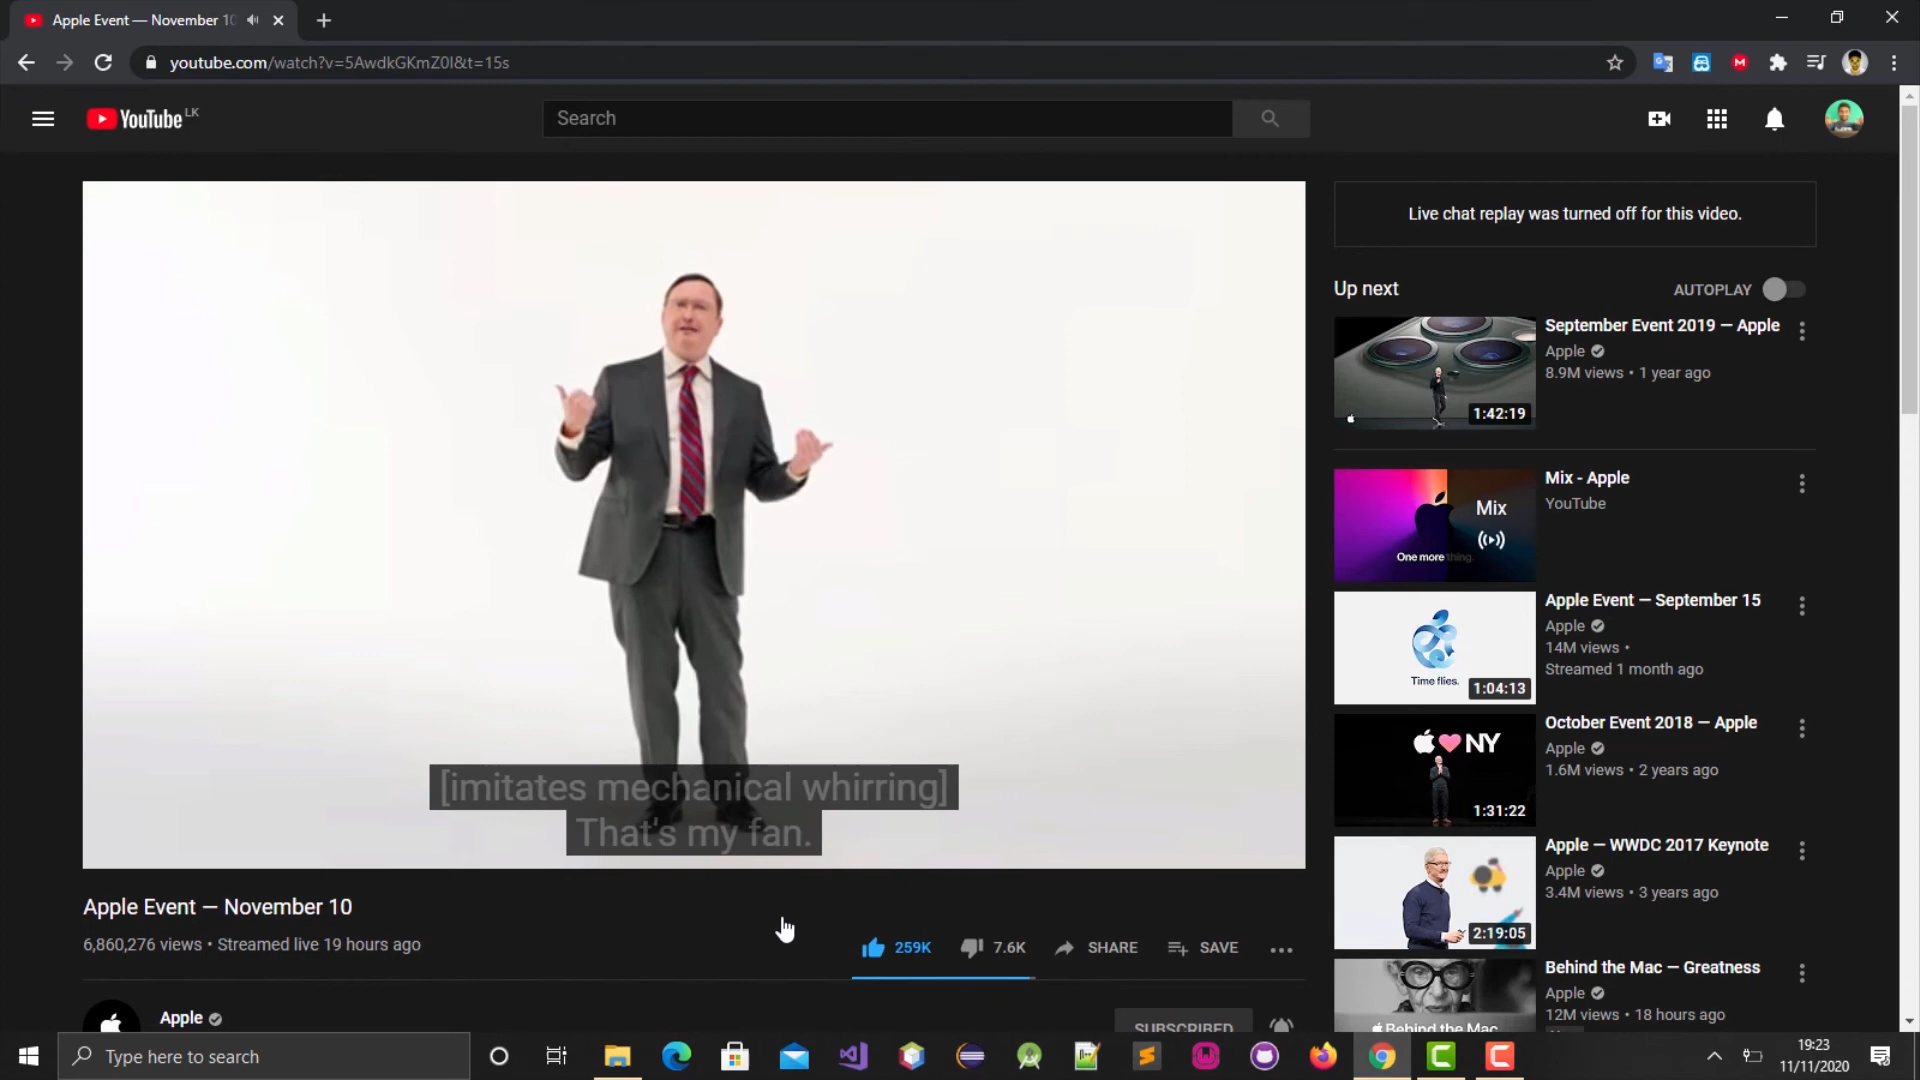 Apple Event — November 10
youtube.com/watch?v=5AwdkGKmZ0I&t=15s
YouTube LK
Search
Live chat replay was turned off for this video.
Up next
AUTOPLAY
September Event 2019 — Apple
Apple
8.9M views • 1 year ago
1:42:19
Mix - Apple
YouTube
Mix
One more thing.
Apple Event — September 15
Apple
14M views •
Streamed 1 month ago
Time flies.
1:04:13
October Event 2018 — Apple
Apple
1.6M views • 2 years ago
NY
1:31:22
Apple — WWDC 2017 Keynote
Apple
3.4M views • 3 years ago
2:19:05
Behind the Mac — Greatness
Apple
12M views • 18 hours ago
Behind the Mac
[imitates mechanical whirring]
That's my fan.
Apple Event — November 10
6,860,276 views • Streamed live 19 hours ago
259K
7.6K
SHARE
SAVE
Apple
SUBSCRIBED
Type here to search
19:23
11/11/2020